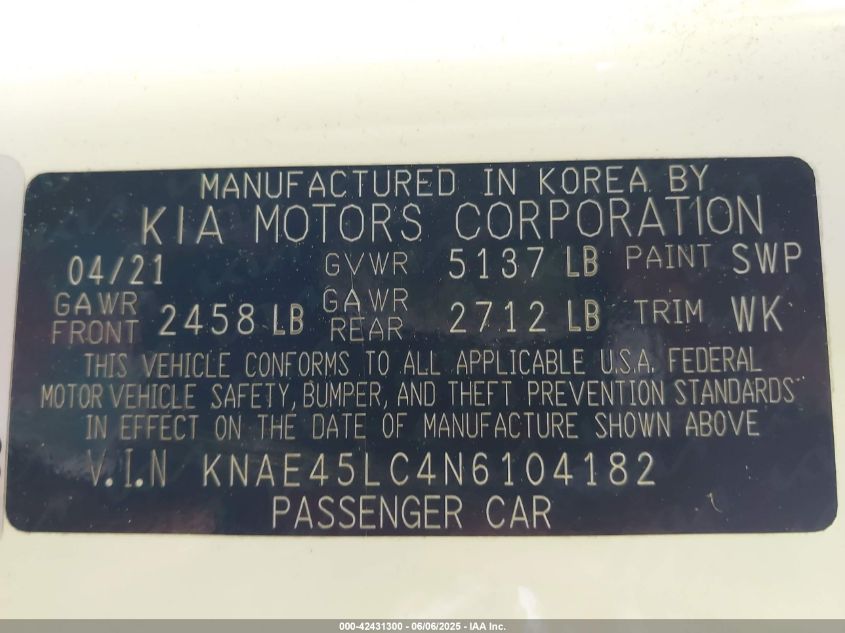 MANUFACTURED IN KOREA BY
KIA MOTORS CORPORATION
04/21 GVWR 5137 LB PAINT SWP
GAWR FRONT 2458 LB GAWR REAR 2712 LB TRIM WK
THIS VEHICLE CONFORMS TO ALL APPLICABLE U.S.A. FEDERAL
MOTOR VEHICLE SAFETY, BUMPER, AND THEFT PREVENTION STANDARDS
IN EFFECT ON THE DATE OF MANUFACTURE SHOWN ABOVE
V.I.N KNAE45LC4N6104182
PASSENGER CAR
000-42431300 - 06/06/2025 - IAA Inc.